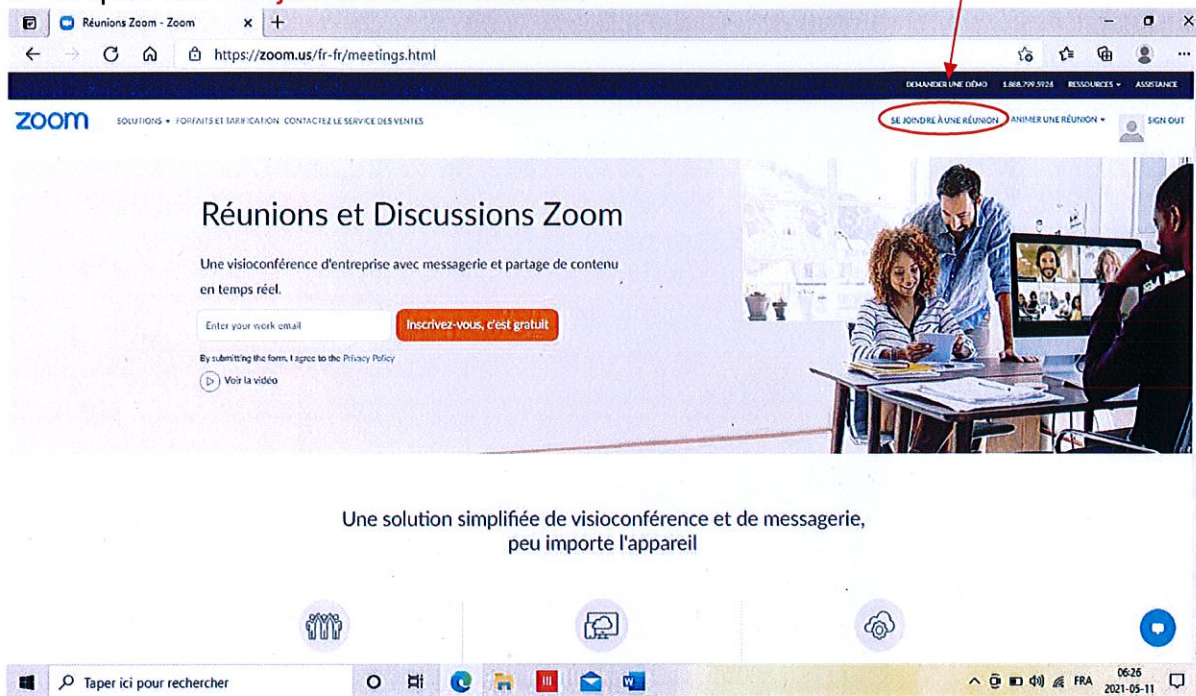 Réunions Zoom - Zoom
https://zoom.us/fr-fr/meetings.html
DEMANDER UNE DÉMO 1.888.799.5926 RESSOURCES ASSISTANCE
zoom SOLUTIONS FORFAITS ET TARIFICATION CONTACTEZ LE SERVICE DES VENTES SE JOINDRE À UNE RÉUNION ANIMER UNE RÉUNION SIGN OUT
Réunions et Discussions Zoom
Une visioconférence d'entreprise avec messagerie et partage de contenu
en temps réel.
Enter your work email Inscrivez-vous, c'est gratuit
By submitting the form, I agree to the Privacy Policy
Voir la vidéo
Une solution simplifiée de visioconférence et de messagerie,
peu importe l'appareil
Taper ici pour rechercher FRA 06:26
2021-05-11